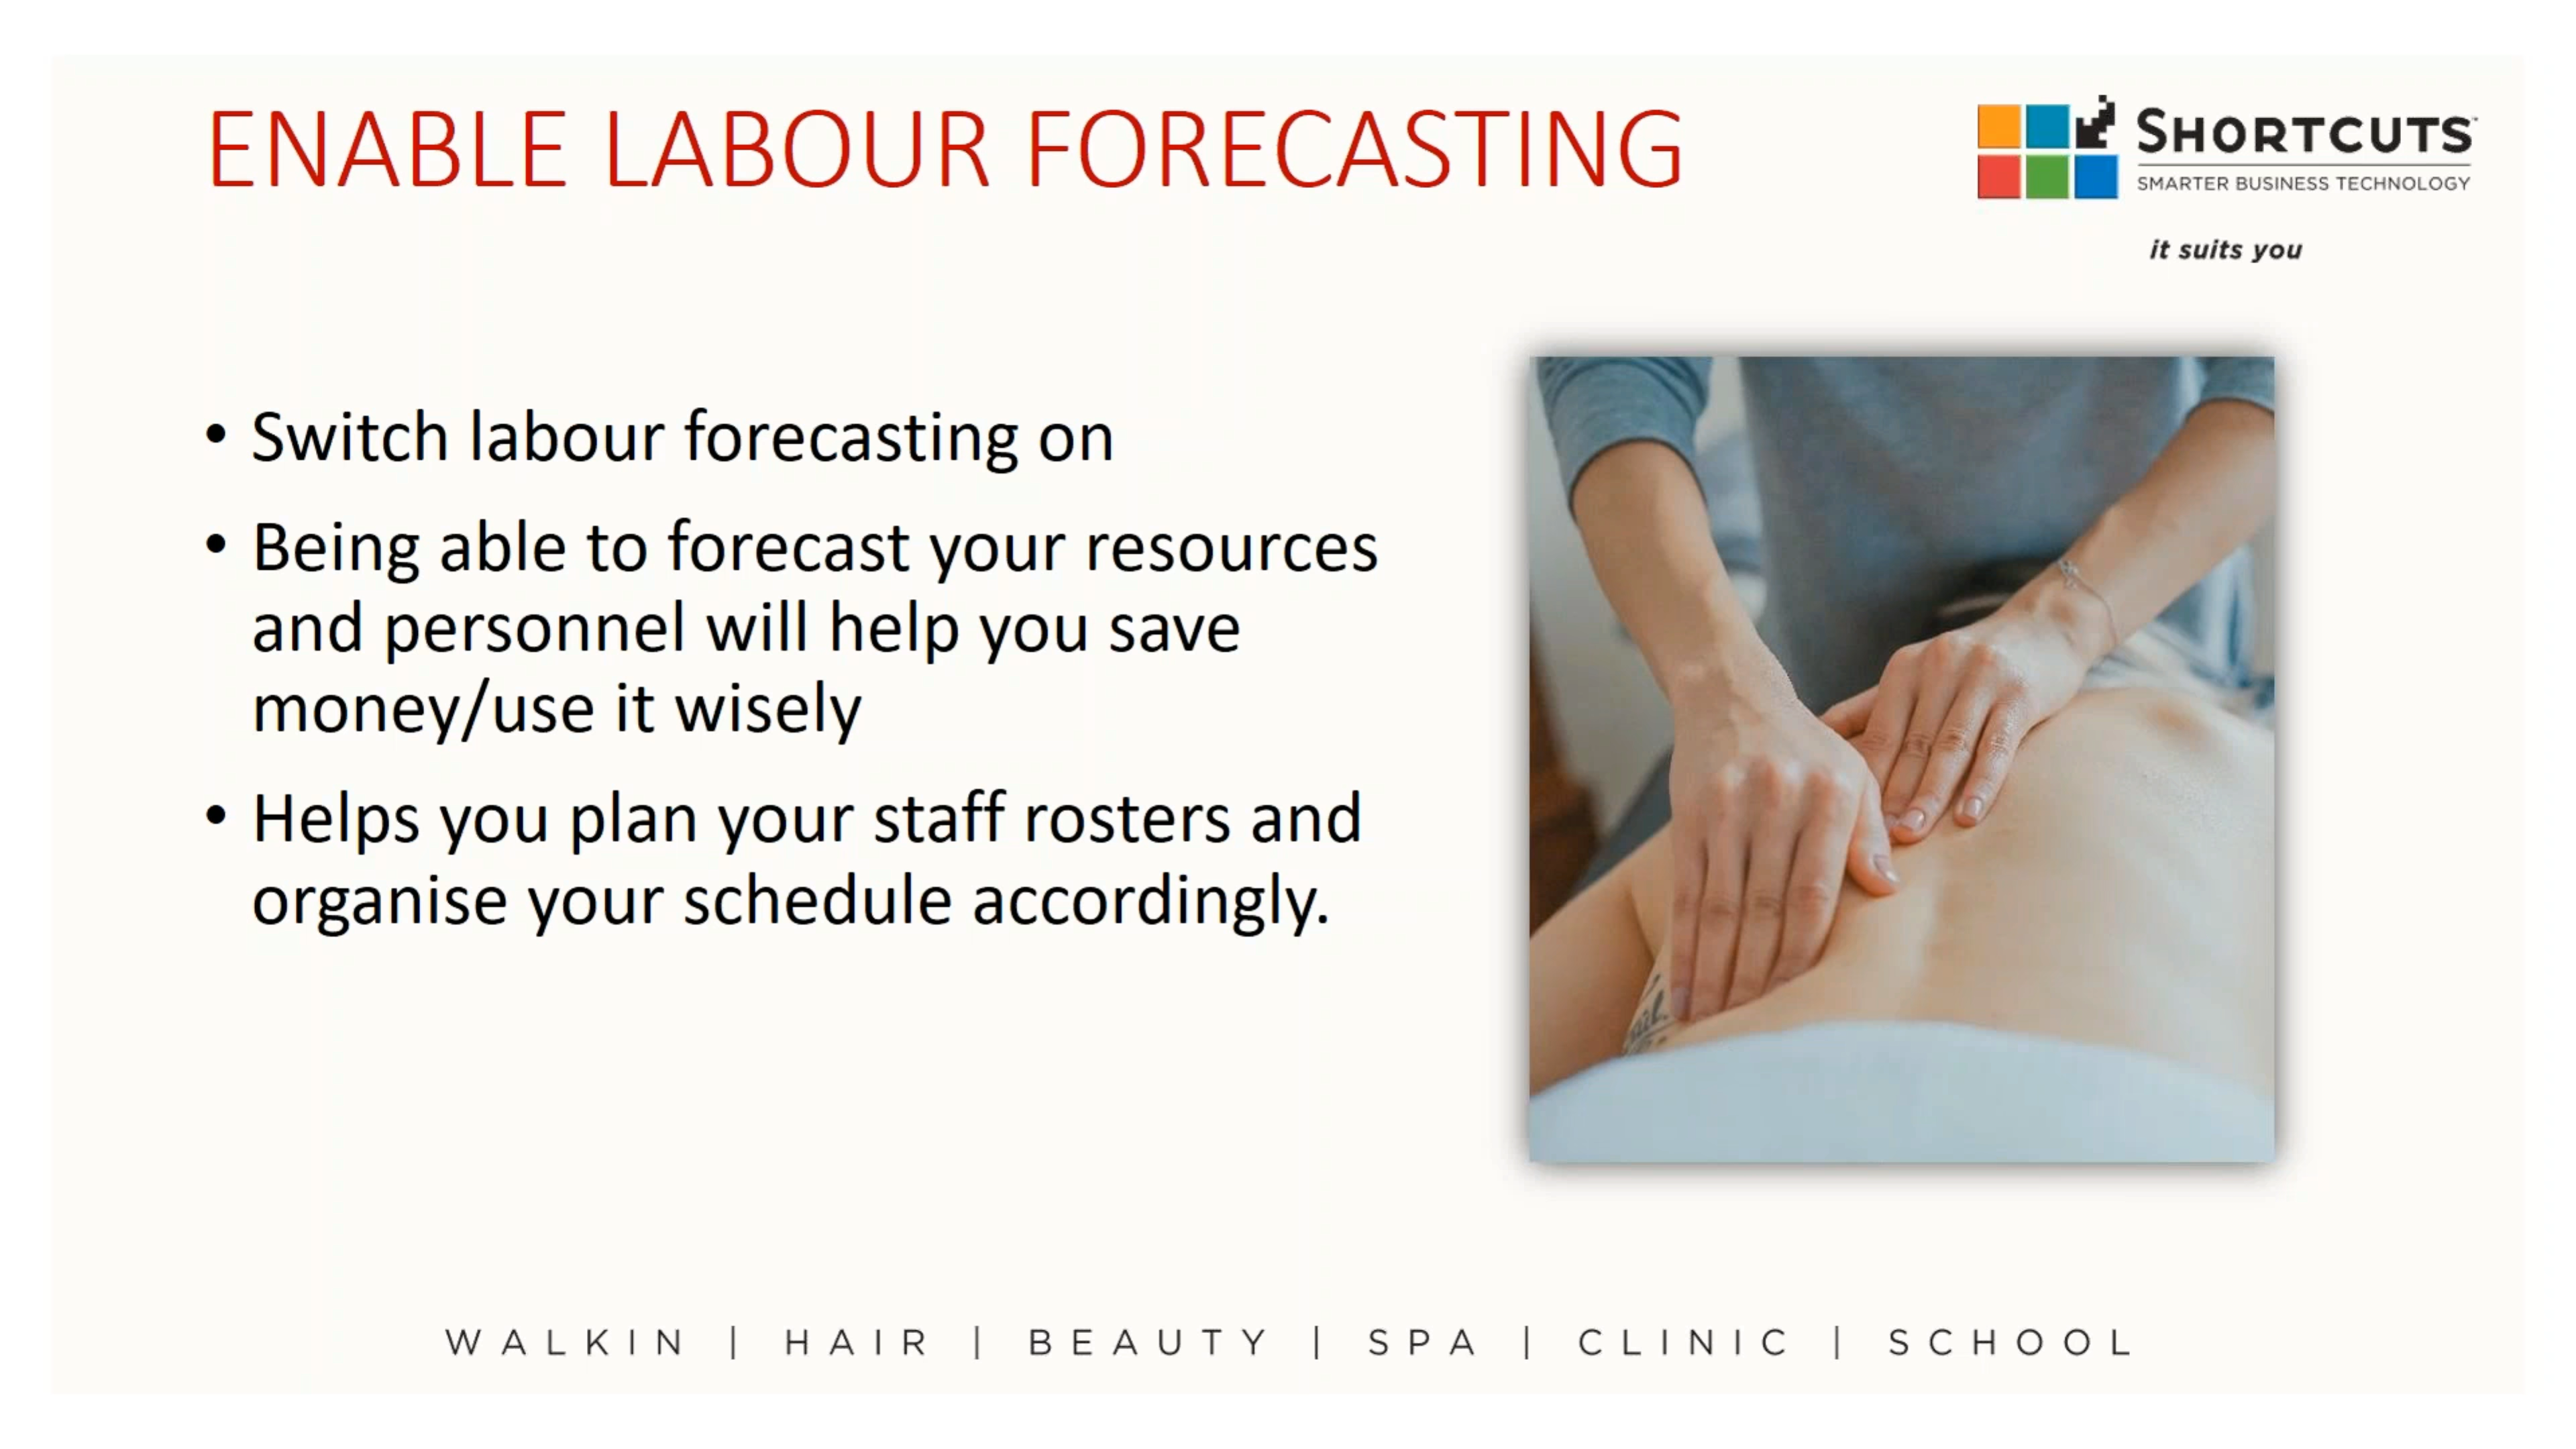 ENABLE LABOUR FORECASTING
SHORTCUTS™
SMARTER BUSINESS TECHNOLOGY
it suits you
• Switch labour forecasting on
• Being able to forecast your resources
and personnel will help you save
money/use it wisely
• Helps you plan your staff rosters and
organise your schedule accordingly.
WALKIN | HAIR | BEAUTY | SPA | CLINIC | SCHOOL